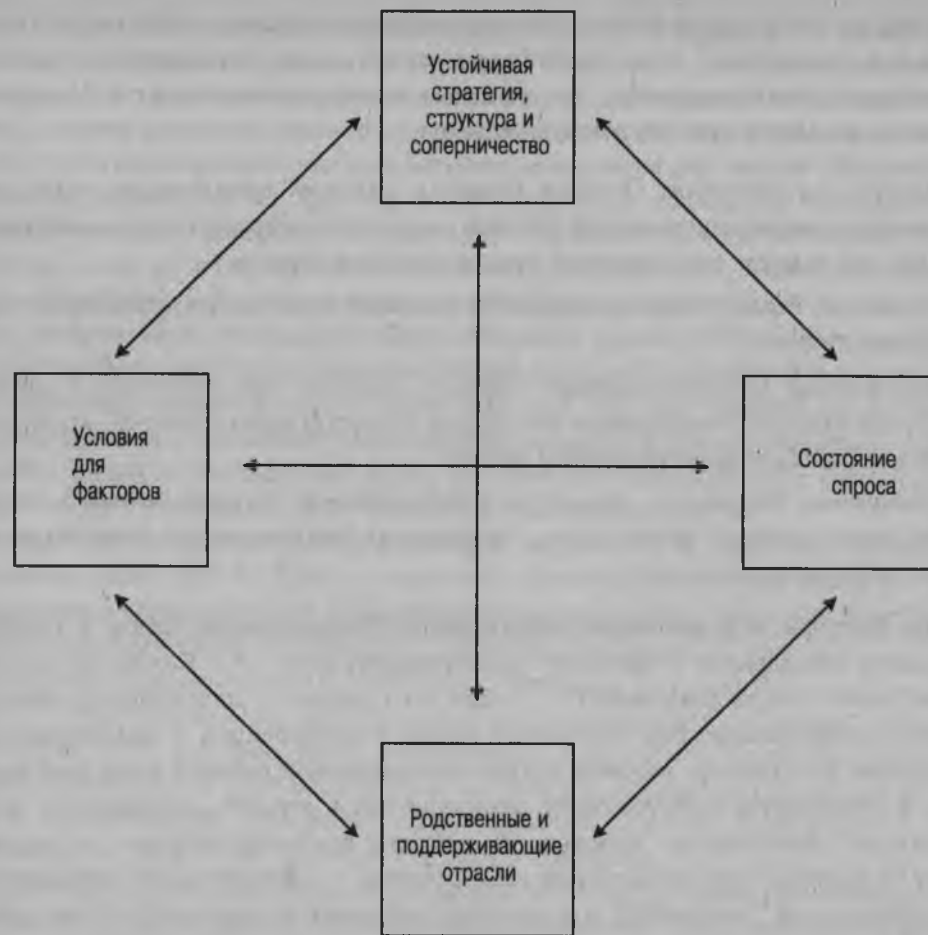 Устойчивая
стратегия,
структура и
соперничество
Условия
для
факторов
Состояние
спроса
Родственные и
поддерживающие
отрасли